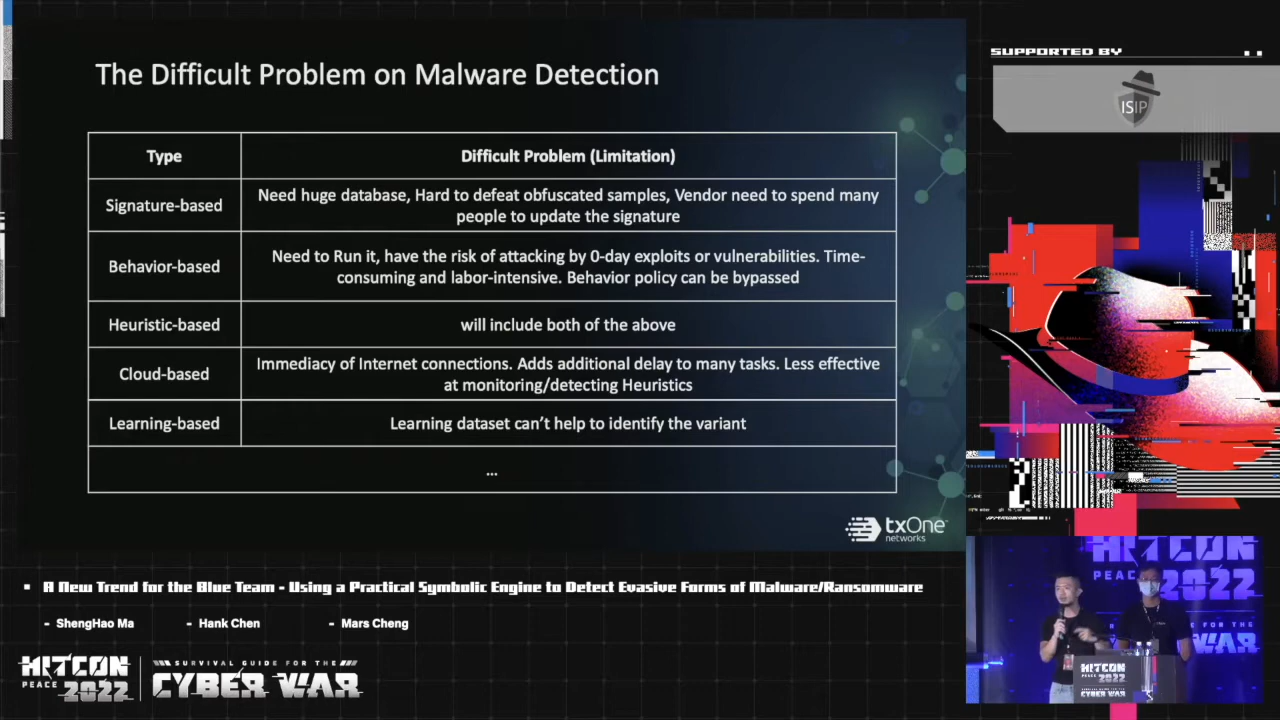 The Difficult Problem on Malware Detection
Type
Difficult Problem (Limitation)
Signature-based
Need huge database, Hard to defeat obfuscated samples, Vendor need to spend many
people to update the signature
Behavior-based
Need to Run it, have the risk of attacking by 0-day exploits or vulnerabilities. Time-
consuming and labor-intensive. Behavior policy can be bypassed
Heuristic-based
will include both of the above
Cloud-based
Immediacy of Internet connections. Adds additional delay to many tasks. Less effective
at monitoring/detecting Heuristics
Learning-based
Learning dataset can't help to identify the variant
...
txOne
networks
SUPPORTED BY
ISIP
A New Trend for the Blue Team - Using a Practical Symbolic Engine to Detect Evasive Forms of Malware/Ransomware
- ShengHao Ma
- Hank Chen
- Mars Cheng
HITCON
PEACE 2022
SURVIVAL GUIDE FOR THE
CYBER WAR
HITCON
PEACE 2022
GUIDE FOR THE
WAR
HITCON
PEACE 2022
CYBER WAR